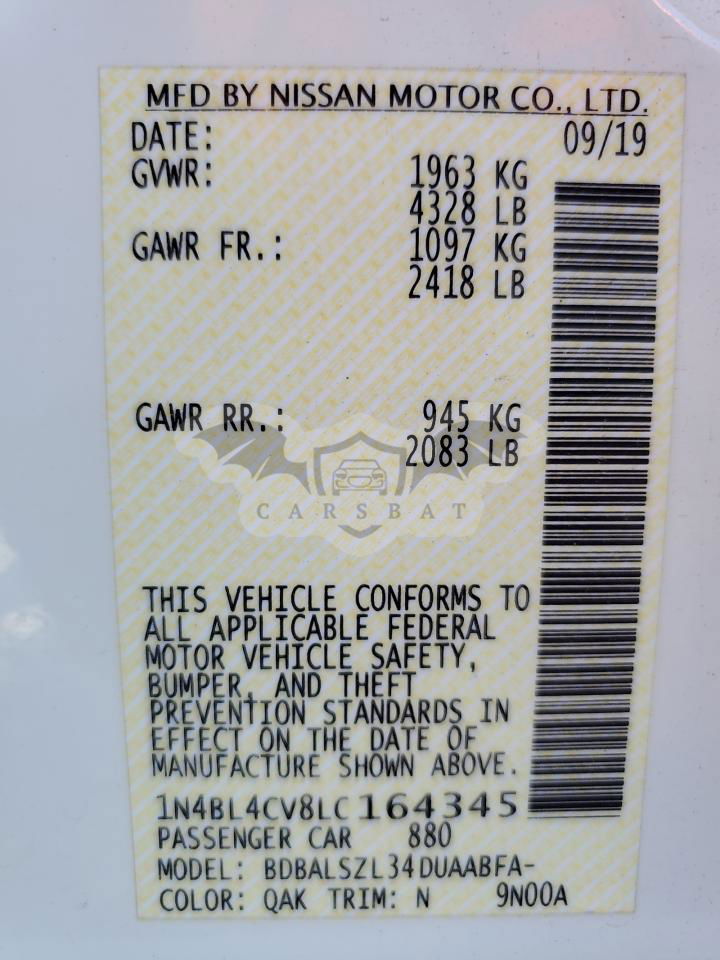 MFD BY NISSAN MOTOR CO., LTD.
DATE: 09/19
GVWR: 1963 KG
4328 LB
GAWR FR.: 1097 KG
2418 LB
GAWR RR.: 945 KG
2083 LB
CARSBAT
THIS VEHICLE CONFORMS TO
ALL APPLICABLE FEDERAL
MOTOR VEHICLE SAFETY,
BUMPER, AND THEFT
PREVENTION STANDARDS IN
EFFECT ON THE DATE OF
MANUFACTURE SHOWN ABOVE.
1N4BL4CV8LC164345
PASSENGER CAR 880
MODEL: BDBALSZL34DUAABFA-
COLOR: QAK TRIM: N 9N00A